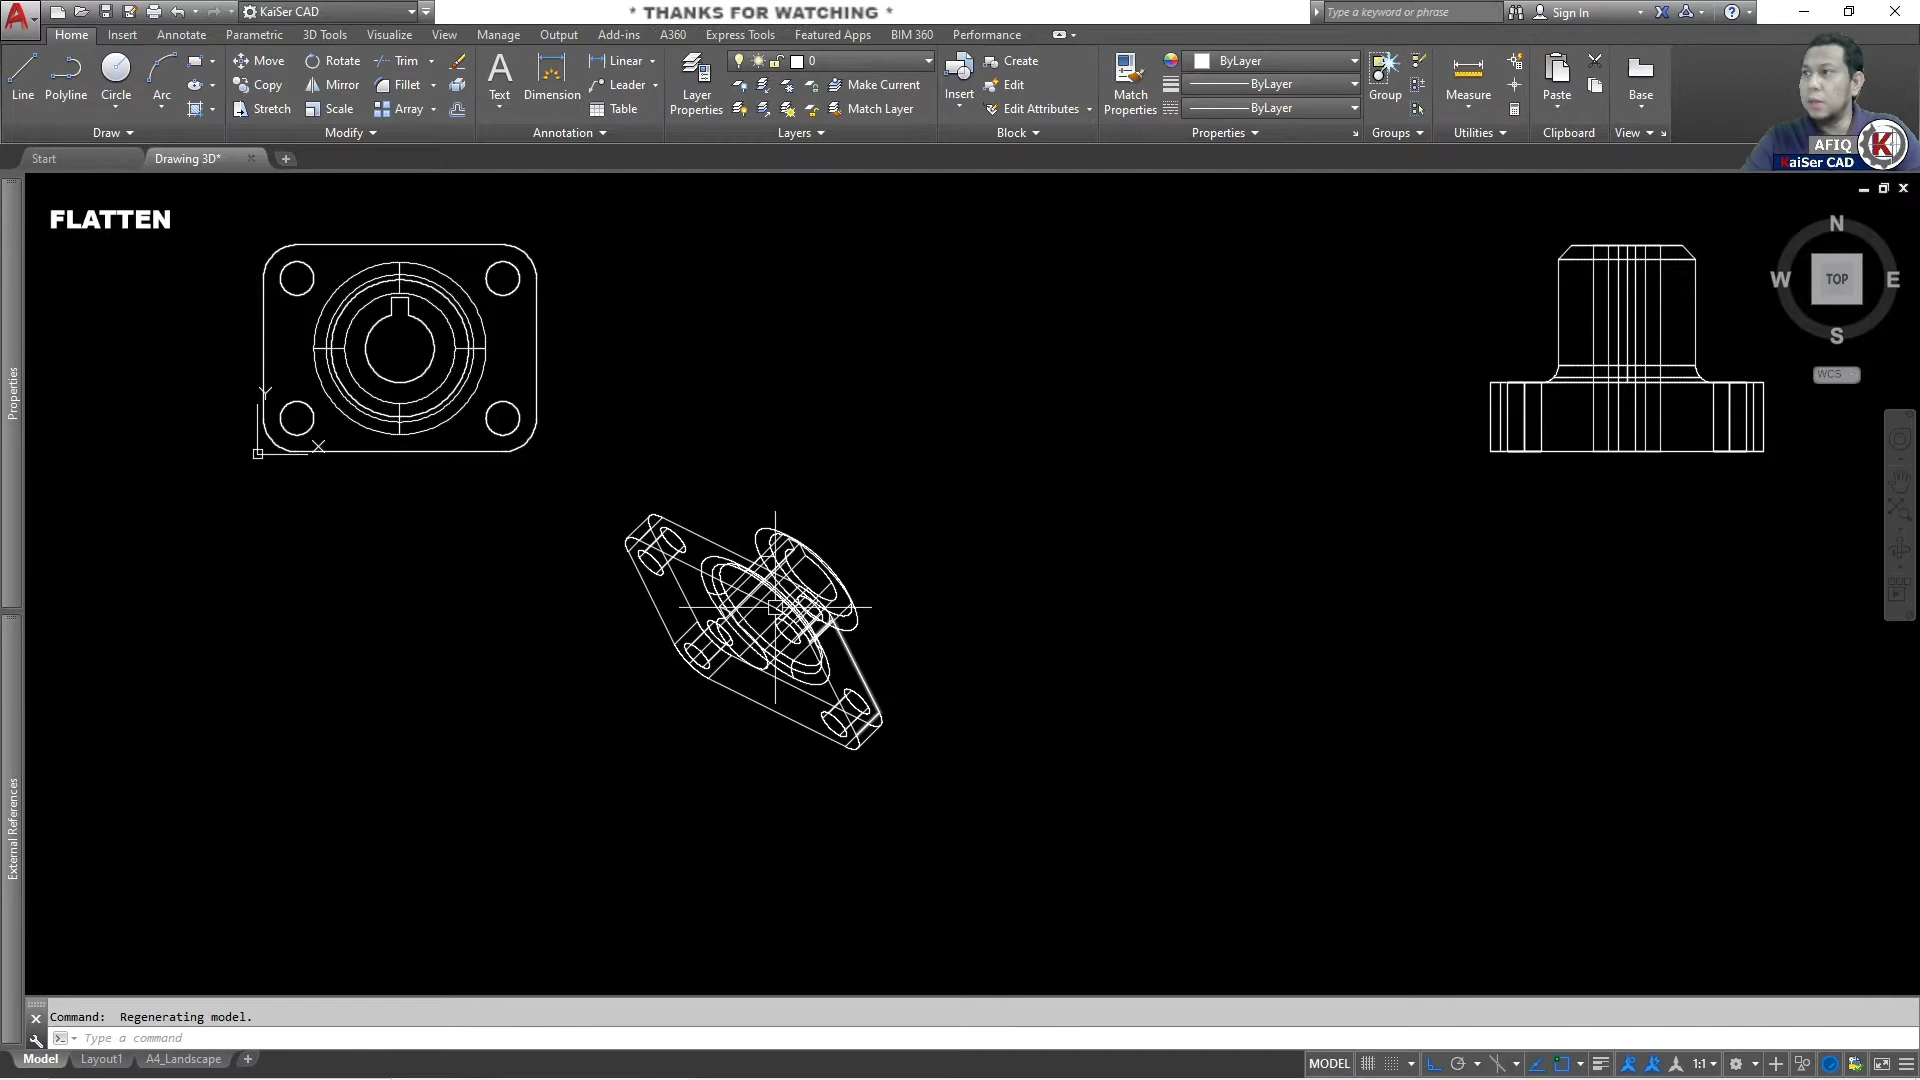 KaiSer CAD
* THANKS FOR WATCHING *
Type a keyword or phrase
Sign In
Home Insert Annotate Parametric 3D Tools Visualize View Manage Output Add-ins A360 Express Tools Featured Apps BIM 360 Performance
Line Polyline Circle Arc
Move Rotate Trim
Copy Mirror Fillet
Stretch Scale Array
Text Dimension
Linear
Leader
Table
Layer Properties
0
Make Current
Match Layer
Insert
Create
Edit
Edit Attributes
Match Properties
ByLayer
ByLayer
ByLayer
Group
Measure
Paste
Base
Draw Modify Annotation Layers Block Properties Groups Utilities Clipboard View
AFIQ
KaiSer CAD
K
Start Drawing 3D*
FLATTEN
N
W TOP E
S
WCS
Y
X
Properties
External References
Command: Regenerating model.
Type a command
Model Layout1 A4_Landscape
MODEL 1:1